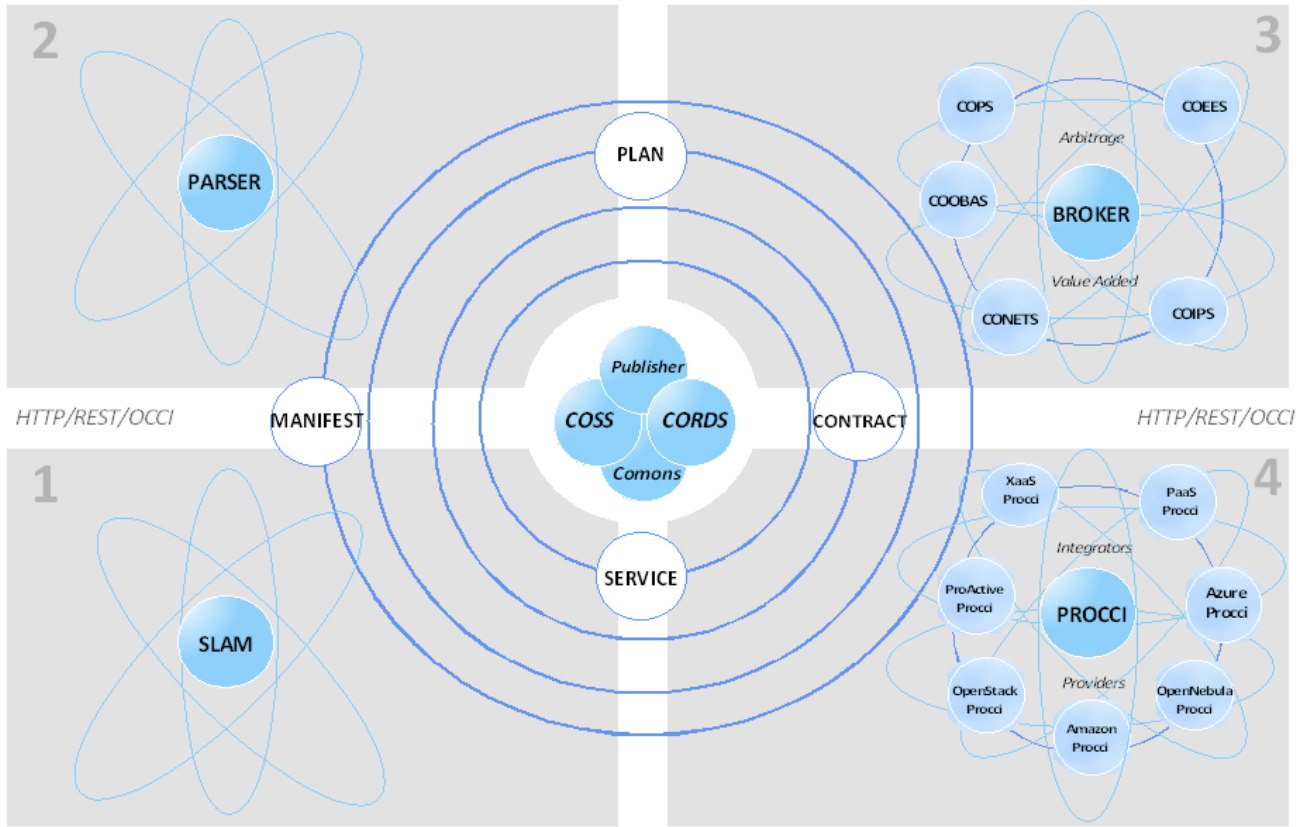 2
PARSER
PLAN
3
COPS
COEES
Arbitrage
COOBAS
BROKER
Value Added
CONETS
COIPS
HTTP/REST/OCCI
MANIFEST
Publisher
COSS
CORDS
Comons
CONTRACT
HTTP/REST/OCCI
1
SLAM
SERVICE
4
XaaS
Procci
PaaS
Procci
Integrators
ProActive
Procci
PROCCI
Azure
Procci
Providers
OpenStack
Procci
OpenNebula
Procci
Amazon
Procci